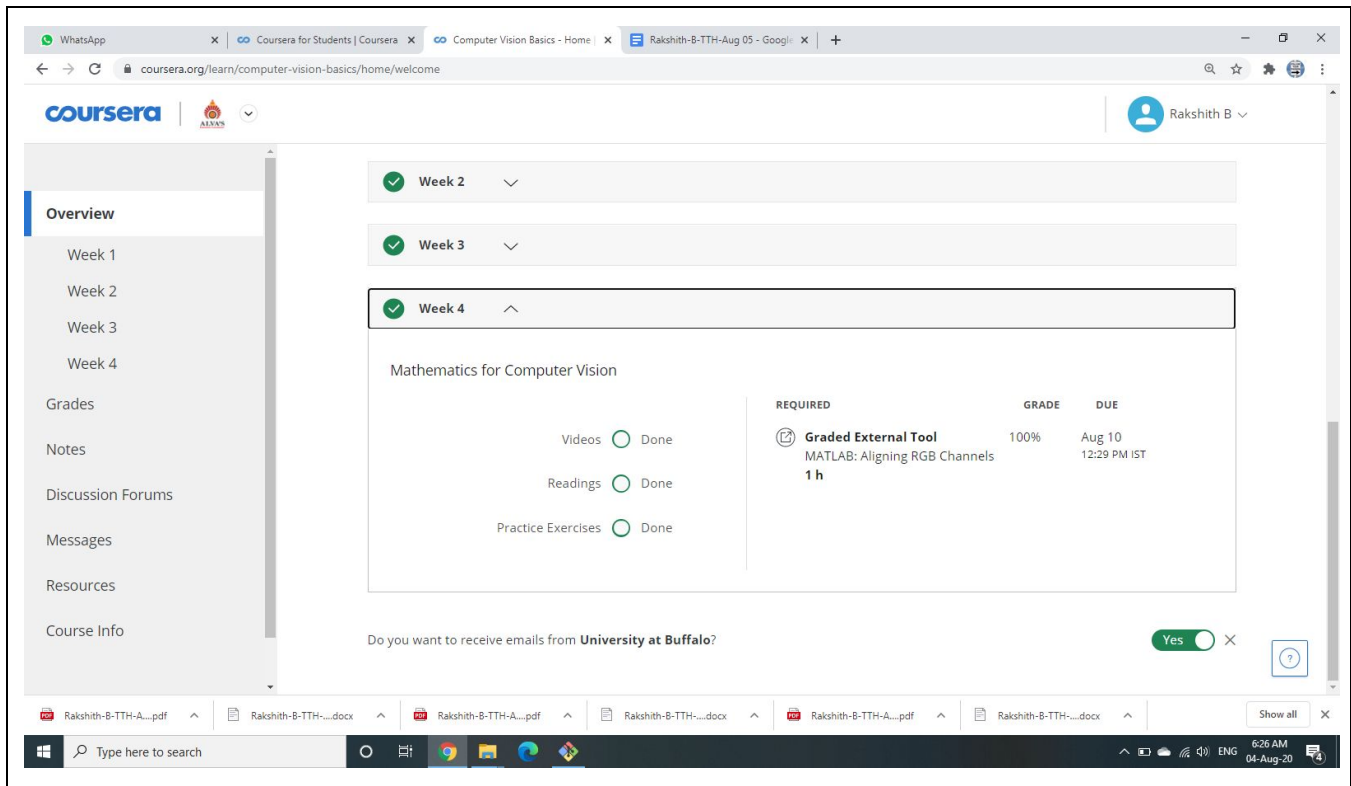 WhatsApp
Coursera for Students | Coursera
Computer Vision Basics - Home |
Rakshith-B-TTH-Aug 05 - Google
coursera.org/learn/computer-vision-basics/home/welcome
coursera
ALVA'S
Rakshith B
Overview
Week 1
Week 2
Week 3
Week 4
Grades
Notes
Discussion Forums
Messages
Resources
Course Info
Week 2
Week 3
Week 4
Mathematics for Computer Vision
Videos Done
Readings Done
Practice Exercises Done
REQUIRED GRADE DUE
Graded External Tool 100% Aug 10
MATLAB: Aligning RGB Channels 12:29 PM IST
1 h
Do you want to receive emails from University at Buffalo?
Yes
Rakshith-B-TTH-A....pdf
Rakshith-B-TTH-....docx
Rakshith-B-TTH-A....pdf
Rakshith-B-TTH-....docx
Rakshith-B-TTH-A....pdf
Rakshith-B-TTH-....docx
Show all
Type here to search
ENG
6:26 AM
04-Aug-20
4